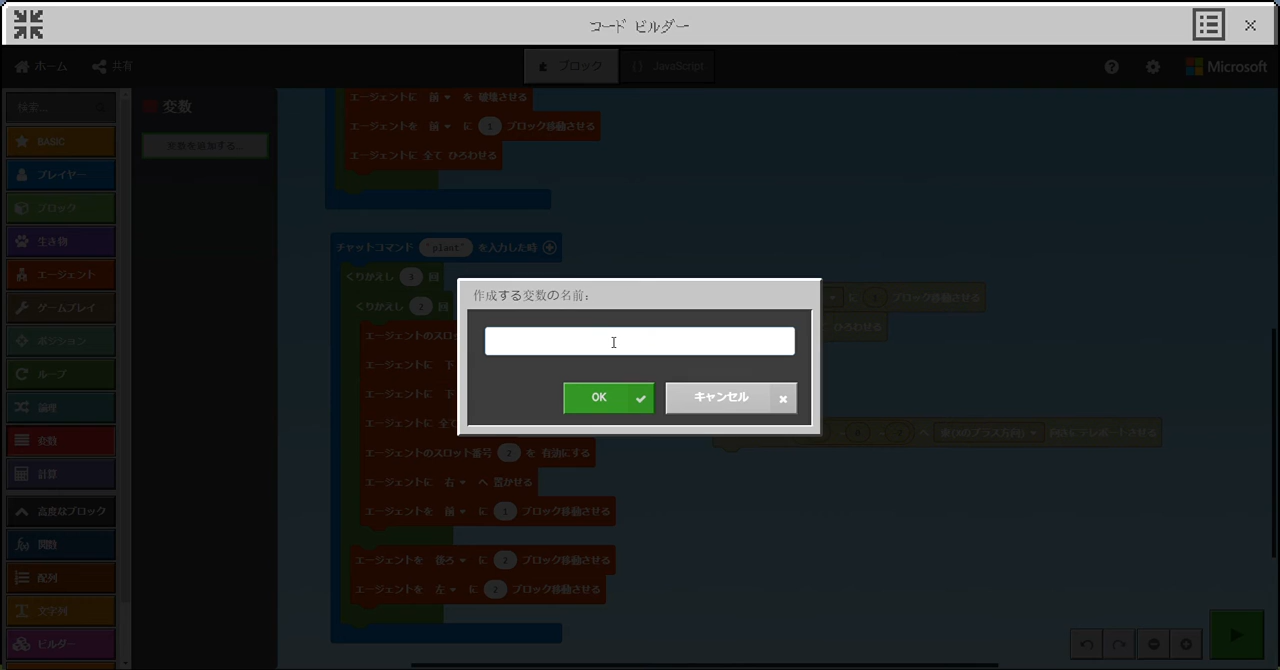 コード ビルダー
ホーム 共有 ブロック {} JavaScript Microsoft
検索...
変数
変数を追加する...
BASIC
プレイヤー
ブロック
生き物
エージェント
ゲームプレイ
ポジション
ループ
論理
変数
計算
高度なブロック
関数
配列
文字列
ビルダー
エージェントに 前 を 破壊させる
エージェントを 前 に 1 ブロック移動させる
エージェントに 全て ひろわせる
チャットコマンド "plant" を入力した時
くりかえし 3 回
くりかえし 2 回
エージェントのスロッ
エージェントに 下
エージェントに 下
エージェントに 全て
エージェントのスロット番号 2 を 有効にする
エージェントに 右 へ 置かせる
エージェントに 前 に 1 ブロック移動させる
エージェントを 後ろ に 2 ブロック移動させる
エージェントを 左 に 2 ブロック移動させる
に 1 ブロック移動させる
ひろわせる
へ 東(Xのプラス方向) 向きにテレポートさせる
作成する変数の名前:
OK
キャンセル